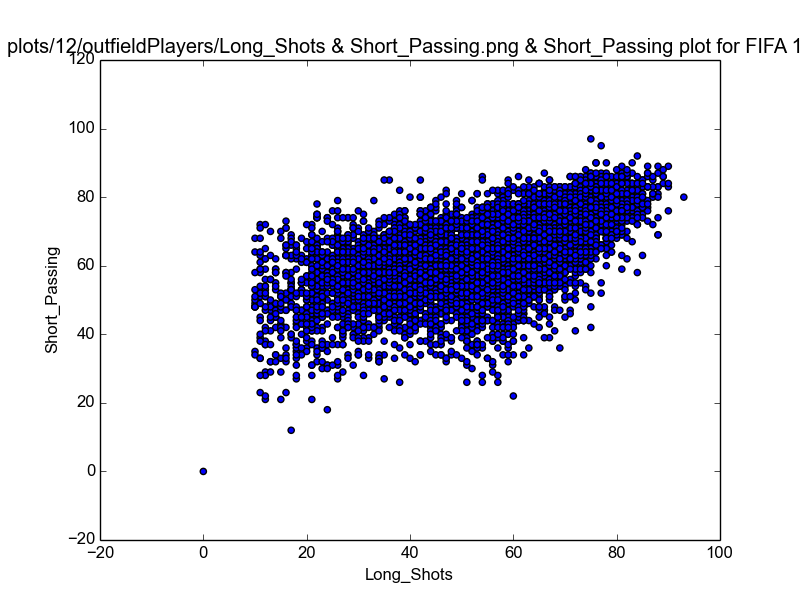 plots/12/outfieldPlayers/Long_Shots & Short_Passing.png & Short_Passing plot for FIFA 1
120
100
80
60
40
20
0
−20
Short_Passing
−20 0 20 40 60 80 100
Long_Shots